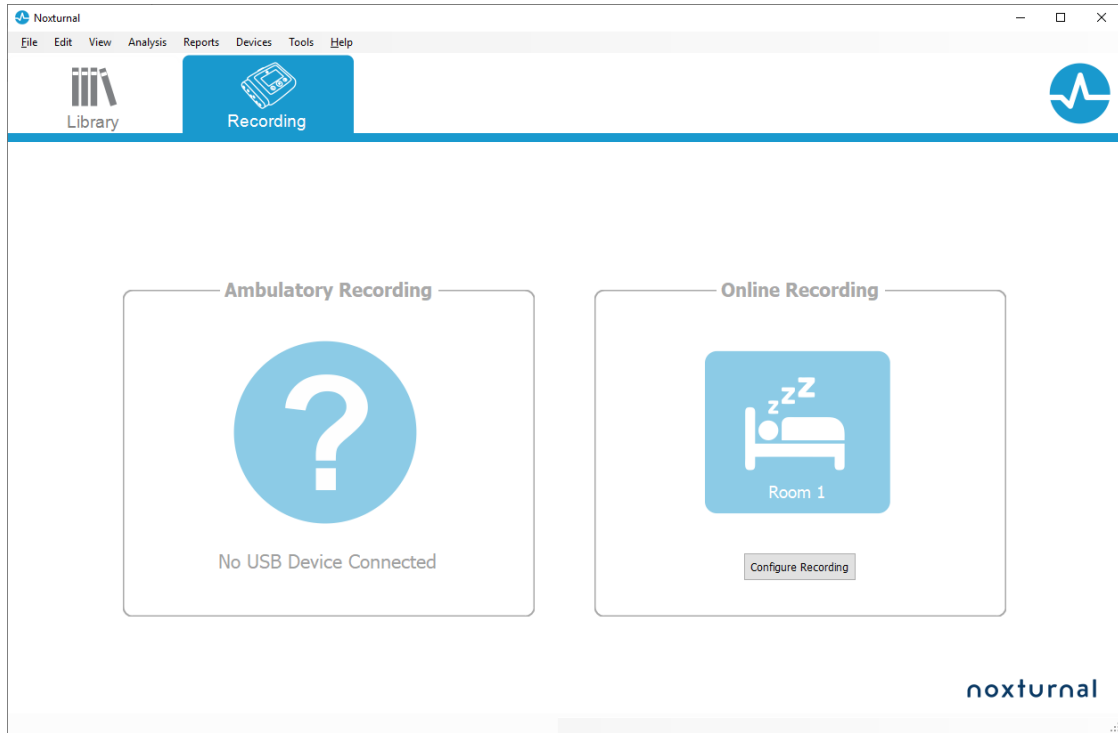 Noxturnal
File Edit View Analysis Reports Devices Tools Help
Library
Recording
Ambulatory Recording
?
No USB Device Connected
Online Recording
zzZ
Room 1
Configure Recording
noxturnal